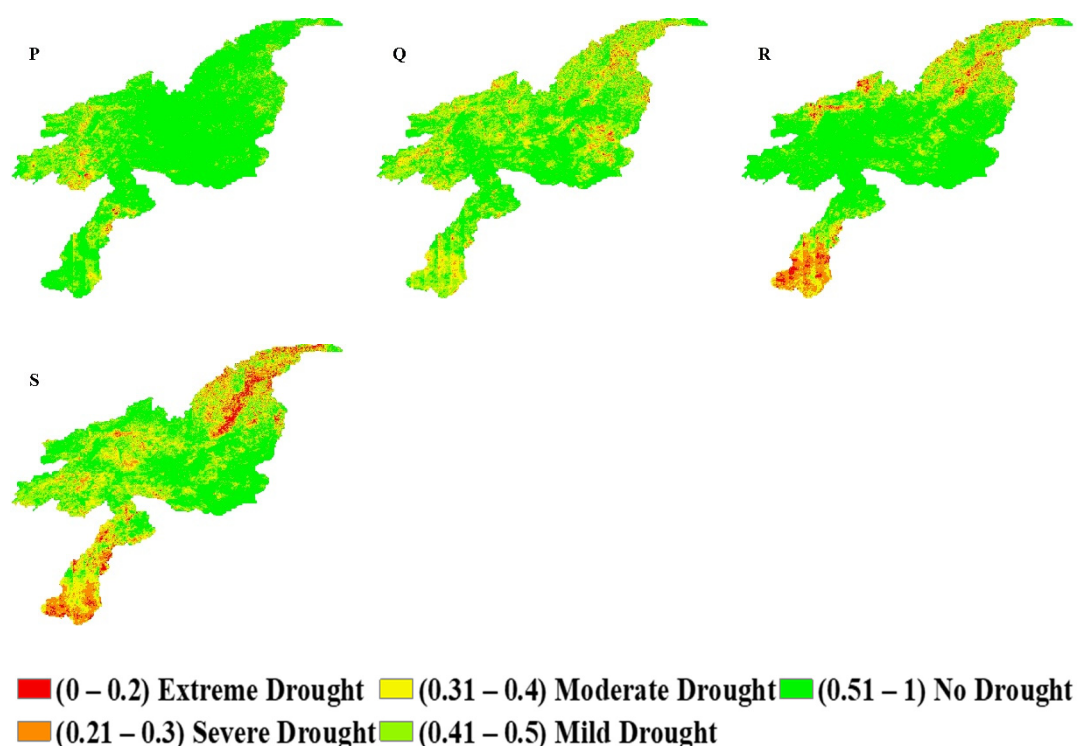 P
Q
R
S
(0 – 0.2) Extreme Drought (0.31 – 0.4) Moderate Drought (0.51 – 1) No Drought
(0.21 – 0.3) Severe Drought (0.41 – 0.5) Mild Drought